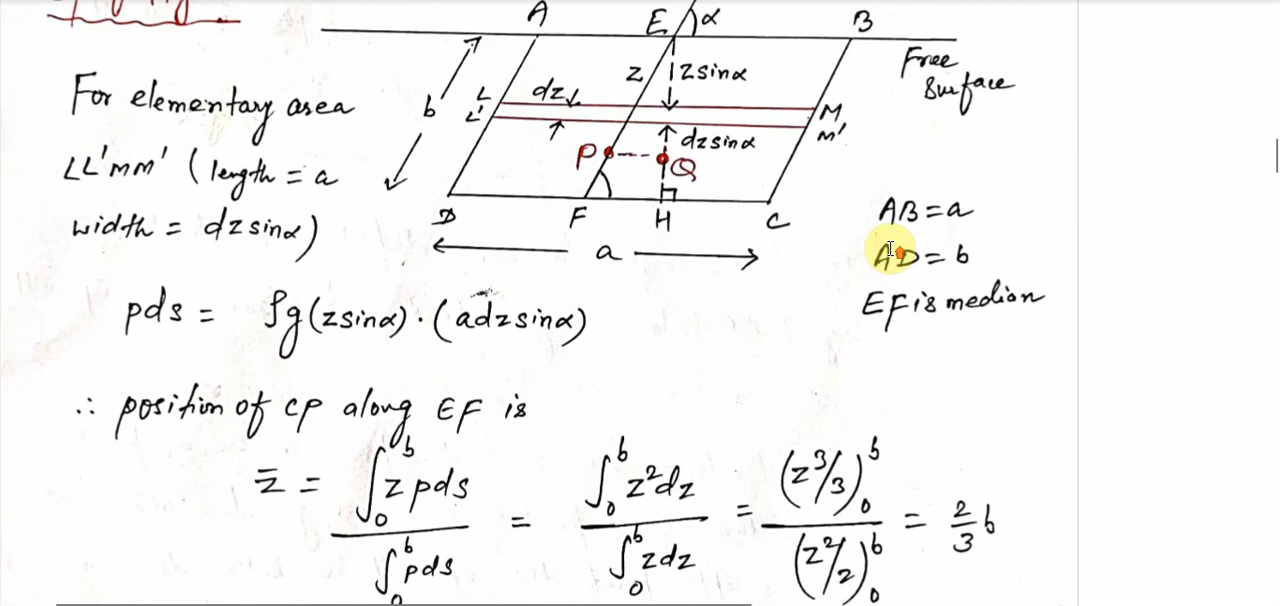 A E α B
Free
Surface
For elementary area
LL'MM' (length = a
width = dzsinα)
b
z
zsinα
dz
L
L'
M
M'
dzsinα
P
Q
D F H C
a
AB = a
AD = b
EF is median
pds = ρg(zsinα)·(adzsinα)
∴ position of CP along EF is
z̄ = ∫₀ᵇ z pds / ∫₀ᵇ pds = ∫₀ᵇ z²dz / ∫₀ᵇ zdz = (z³/3)₀ᵇ / (z²/2)₀ᵇ = 2/3 b